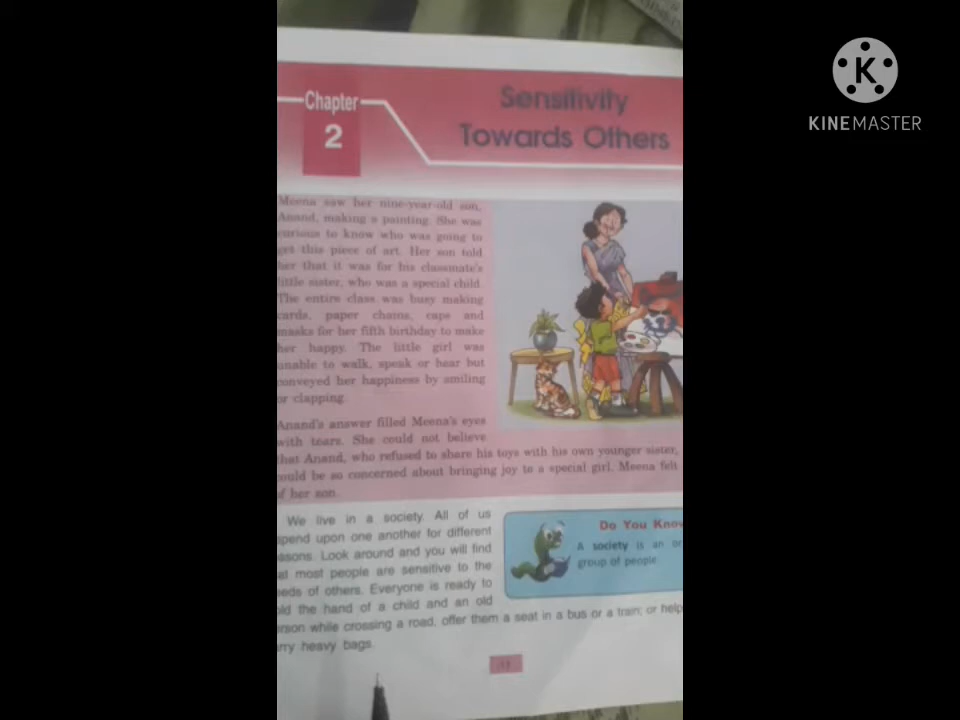 Chapter
2
Sensitivity
Towards Others
K
KINEMASTER
Meena saw her nine-year-old son,
Anand, making a painting. She was
curious to know who was going to
get this piece of art. Her son told
her that it was for his classmate's
little sister, who was a special child.
The entire class was busy making
cards, paper chains, caps and
masks for her fifth birthday to make
her happy. The little girl was
unable to walk, speak or hear but
conveyed her happiness by smiling
or clapping.
Anand's answer filled Meena's eyes
with tears. She could not believe
that Anand, who refused to share his toys with his own younger sister,
could be so concerned about bringing joy to a special girl. Meena felt
of her son.
We live in a society. All of us
pend upon one another for different
asons. Look around and you will find
at most people are sensitive to the
eeds of others. Everyone is ready to
old the hand of a child and an old
erson while crossing a road, offer them a seat in a bus or a train; or help
rry heavy bags.
Do You Know
A society is an or
group of people